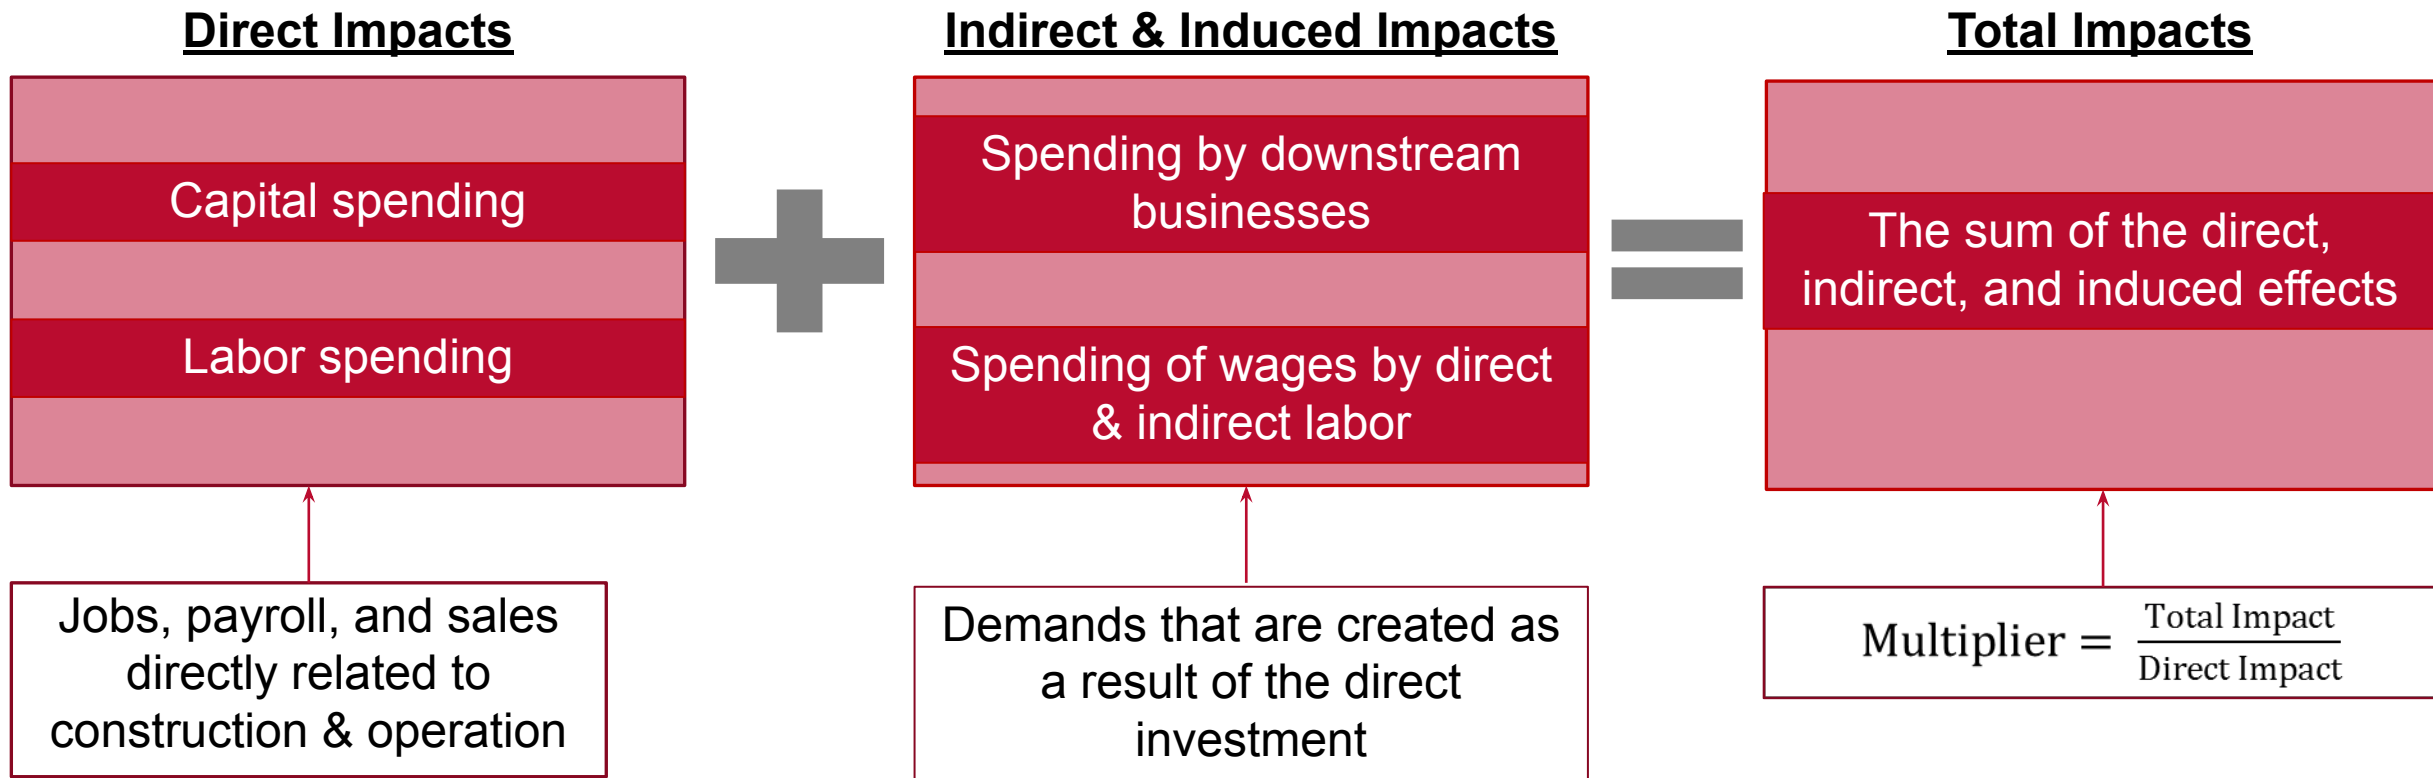 Direct Impacts
Capital spending
Labor spending
Jobs, payroll, and sales
directly related to
construction & operation
Indirect & Induced Impacts
Spending by downstream
businesses
Spending of wages by direct
& indirect labor
Demands that are created as
a result of the direct
investment
Total Impacts
The sum of the direct,
indirect, and induced effects
Multiplier = Total Impact / Direct Impact